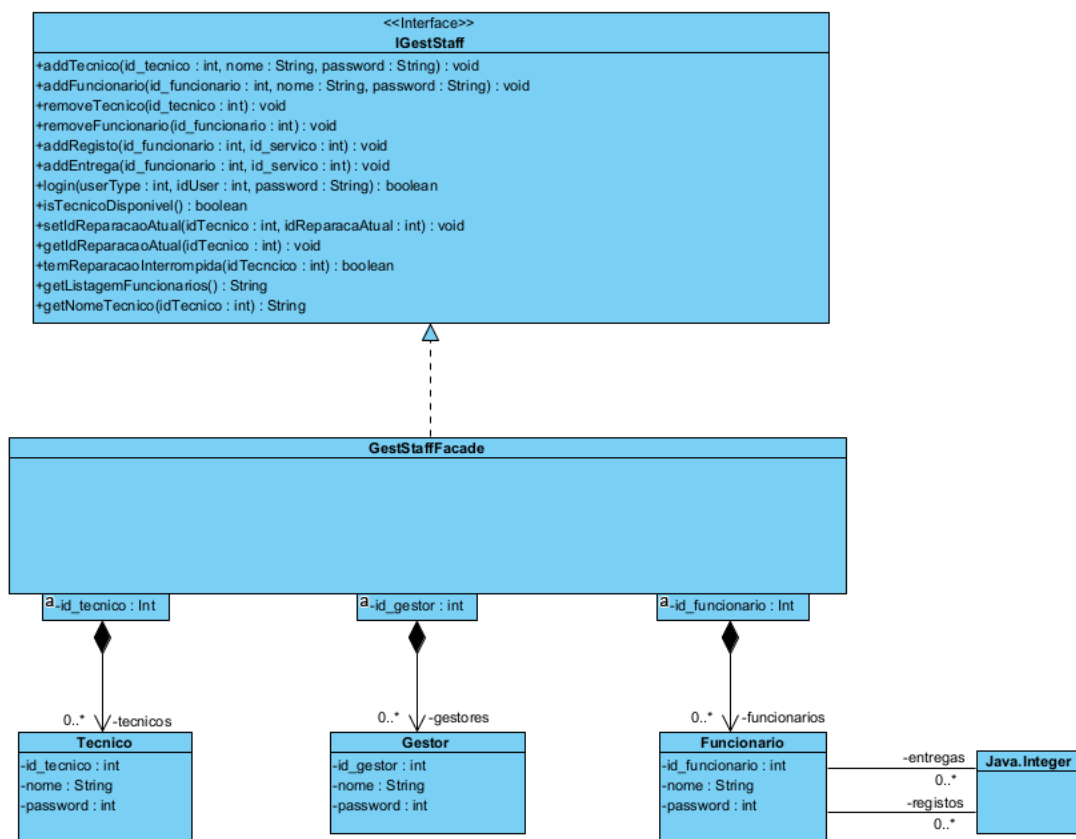 <<Interface>>
IGestStaff
+addTecnico(id_tecnico : int, nome : String, password : String) : void
+addFuncionario(id_funcionario : int, nome : String, password : String) : void
+removeTecnico(id_tecnico : int) : void
+removeFuncionario(id_funcionario : int) : void
+addRegisto(id_funcionario : int, id_servico : int) : void
+addEntrega(id_funcionario : int, id_servico : int) : void
+login(userType : int, idUser : int, password : String) : boolean
+isTecnicoDisponivel() : boolean
+setIdReparacaoAtual(idTecnico : int, idReparacaAtual : int) : void
+getIdReparacaoAtual(idTecnico : int) : void
+temReparacaoInterrompida(idTecncico : int) : boolean
+getListagemFuncionarios() : String
+getNomeTecnico(idTecnico : int) : String
GestStaffFacade
a -id_tecnico : Int
a -id_gestor : int
a -id_funcionario : Int
0..* -tecnicos
0..* -gestores
0..* -funcionarios
Tecnico
-id_tecnico : int
-nome : String
-password : int
Gestor
-id_gestor : int
-nome : String
-password : int
Funcionario
-id_funcionario : int
-nome : String
-password : int
-entregas
0..*
-registos
0..*
Java.Integer